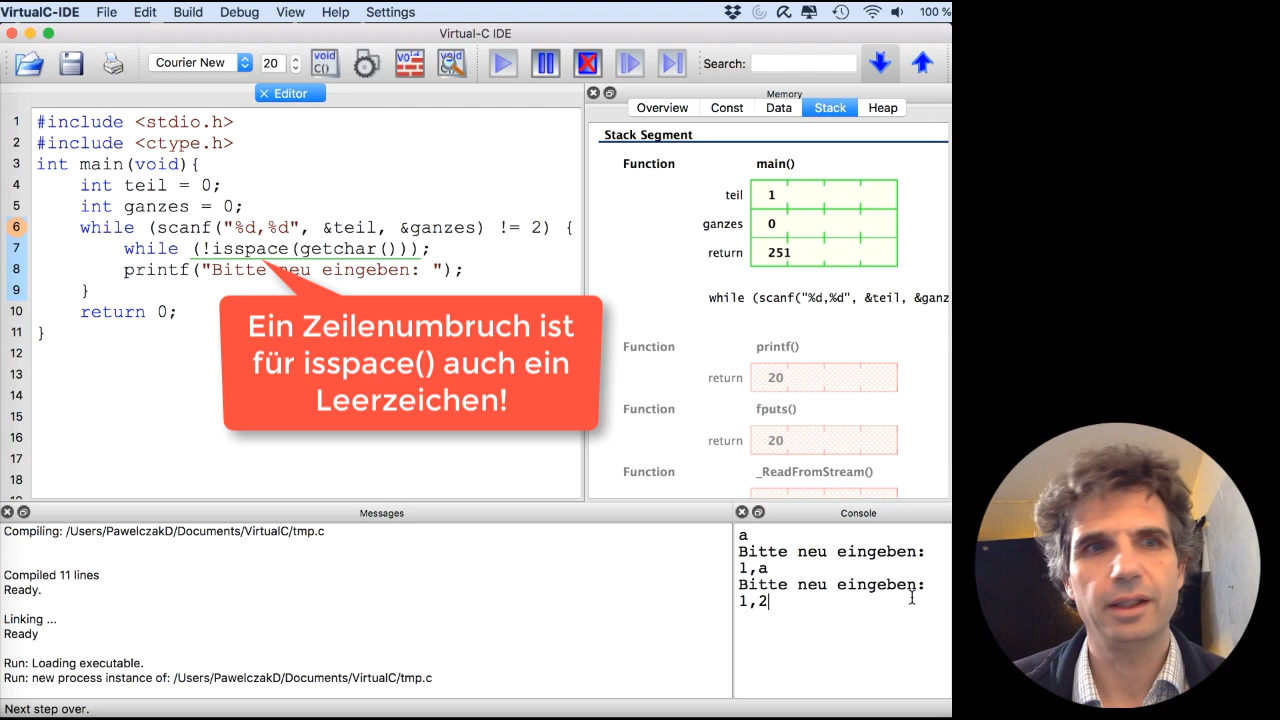 VirtualC-IDE File Edit Build Debug View Help Settings 100 %
Virtual-C IDE
Courier New 20 void C() Search:
Editor
Memory
Overview Const Data Stack Heap
1 #include <stdio.h>
2 #include <ctype.h>
3 int main(void){
4 int teil = 0;
5 int ganzes = 0;
6 while (scanf("%d,%d", &teil, &ganzes) != 2) {
7 while (!isspace(getchar()));
8 printf("Bitte neu eingeben: ");
9 }
10 return 0;
11 }
12
13
14
15
16
17
18
Ein Zeilenumbruch ist
für isspace() auch ein
Leerzeichen!
Stack Segment
Function main()
teil 1
ganzes 0
return 251
while (scanf("%d,%d", &teil, &ganz
Function printf()
return 20
Function fputs()
return 20
Function _ReadFromStream()
Messages
Compiling: /Users/PawelczakD/Documents/VirtualC/tmp.c
Compiled 11 lines
Ready.
Linking ...
Ready
Run: Loading executable.
Run: new process instance of: /Users/PawelczakD/Documents/VirtualC/tmp.c
Console
a
Bitte neu eingeben:
1,a
Bitte neu eingeben:
1,2
Next step over.